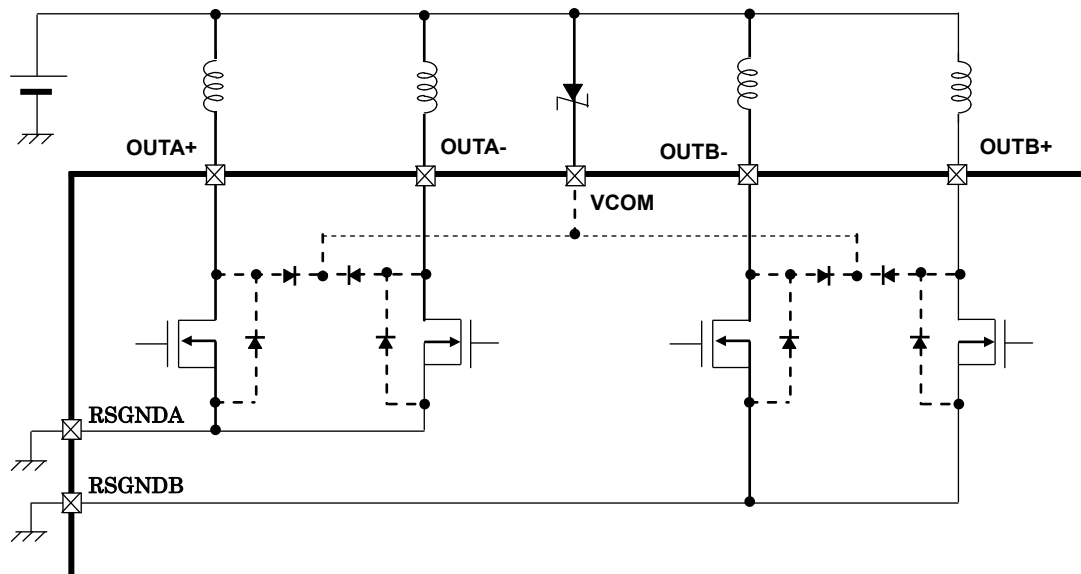 OUTA+
OUTA-
OUTB-
OUTB+
VCOM
RSGNDA
RSGNDB